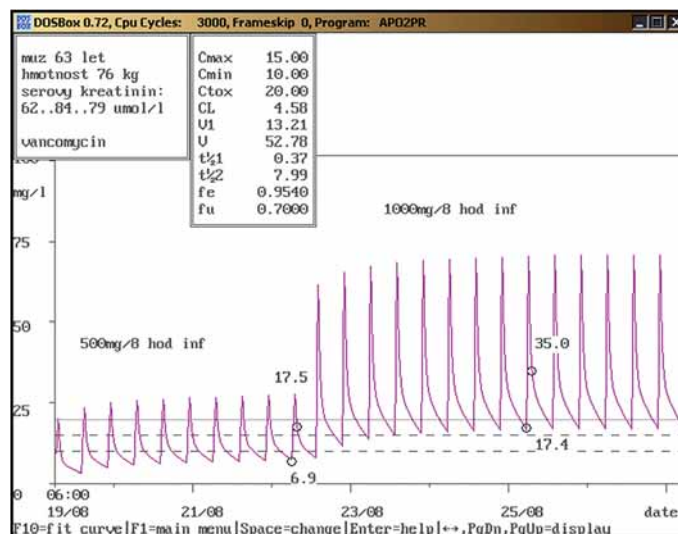 DOSBox 0.72, Cpu Cycles: 3000, Frameskip 0, Program: APO2PR
muz 63 let
hmotnost 76 kg
serovy kreatinin:
62..84..79 umol/l
vancomycin
Cmax 15.00
Cmin 10.00
Ctox 20.00
CL 4.58
V1 13.21
V 52.78
t½1 0.37
t½2 7.99
fe 0.9540
fu 0.7000
100
mg/l
1000mg/8 hod inf
75
50
500mg/8 hod inf
35.0
17.5
25
17.4
6.9
0 06:00
19/08 21/08 23/08 25/08 date
F10=fit curve|F1=main menu|Space=change|Enter=help|↔,PgDn,PgUp=display